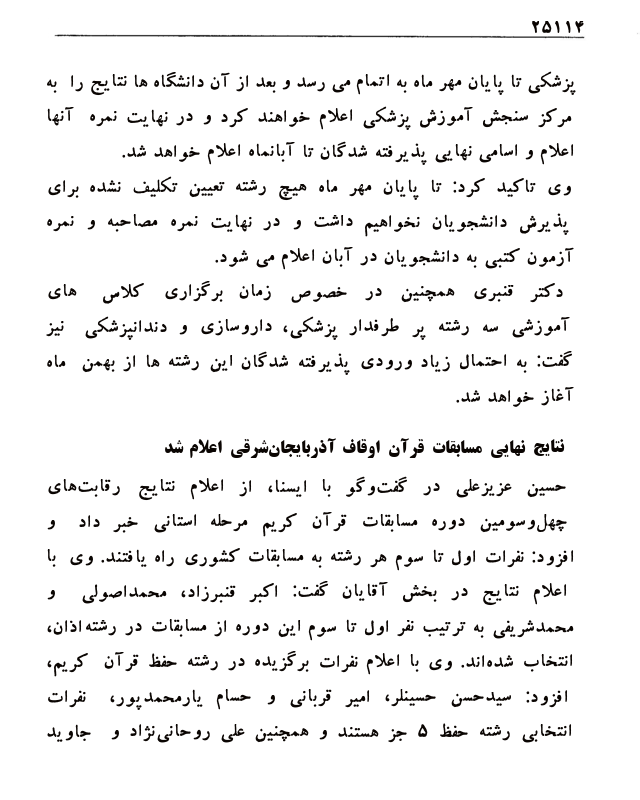 ۲۵۱۱۴
پزشکی تا پایان مهر ماه به اتمام می رسد و بعد از آن دانشگاه ها نتایج را به
مرکز سنجش آموزش پزشکی اعلام خواهند کرد و در نهایت نمره آنها
اعلام و اسامی نهایی پذیرفته شدگان تا آبانماه اعلام خواهد شد.
وی تاکید کرد: تا پایان مهر ماه هیچ رشته تعیین تکلیف نشده برای
پذیرش دانشجویان نخواهیم داشت و در نهایت نمره مصاحبه و نمره
آزمون کتبی به دانشجویان در آبان اعلام می شود.
دکتر قنبری همچنین در خصوص زمان برگزاری کلاس های
آموزشی سه رشته پر طرفدار پزشکی، داروسازی و دندانپزشکی نیز
گفت: به احتمال زیاد ورودی پذیرفته شدگان این رشته ها از بهمن ماه
آغاز خواهد شد.
نتایج نهایی مسابقات قرآن اوقاف آذربایجان‌شرقی اعلام شد
حسین عزیزعلی در گفت‌وگو با ایسنا، از اعلام نتایج رقابت‌های
چهل‌وسومین دوره مسابقات قرآن کریم مرحله استانی خبر داد و
افزود: نفرات اول تا سوم هر رشته به مسابقات کشوری راه یافتند. وی با
اعلام نتایج در بخش آقایان گفت: اکبر قنبرزاد، محمداصولی و
محمدشریفی به ترتیب نفر اول تا سوم این دوره از مسابقات در رشته‌اذان،
انتخاب شده‌اند. وی با اعلام نفرات برگزیده در رشته حفظ قرآن کریم،
افزود: سیدحسن حسینلر، امیر قربانی و حسام یارمحمدپور، نفرات
انتخابی رشته حفظ ۵ جز هستند و همچنین علی روحانی‌نژاد و جاوید